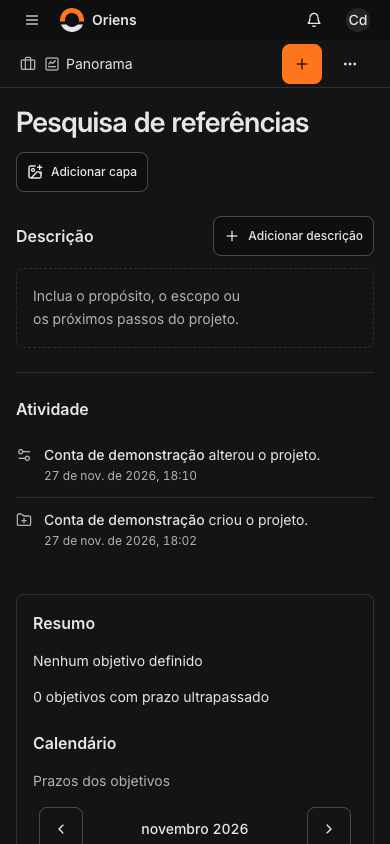 Oriens
Cd
Panorama
Pesquisa de referências
Adicionar capa
Descrição
Adicionar descrição
Inclua o propósito, o escopo ou
os próximos passos do projeto.
Atividade
Conta de demonstração alterou o projeto.
27 de nov. de 2026, 18:10
Conta de demonstração criou o projeto.
27 de nov. de 2026, 18:02
Resumo
Nenhum objetivo definido
0 objetivos com prazo ultrapassado
Calendário
Prazos dos objetivos
novembro 2026